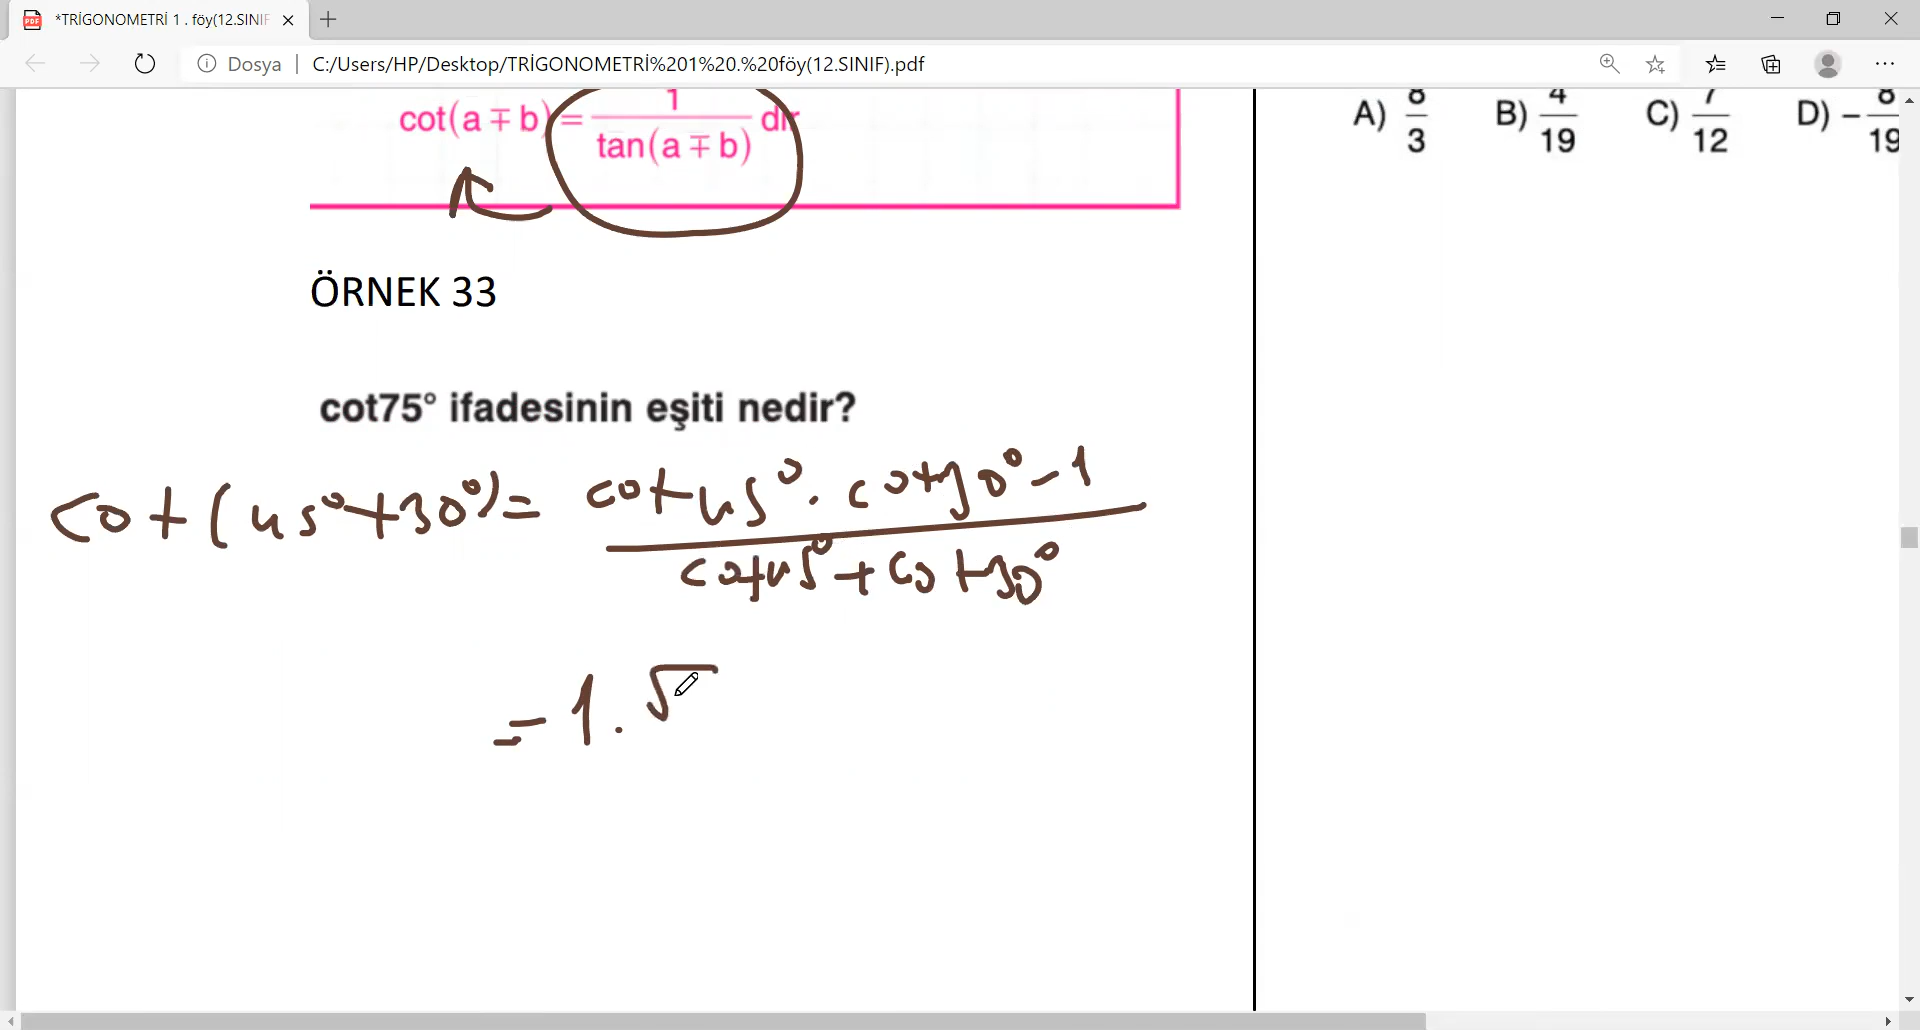 *TRİGONOMETRİ 1 . föy(12.SINIF
Dosya | C:/Users/HP/Desktop/TRİGONOMETRİ%201%20.%20föy(12.SINIF).pdf
cot(a ∓ b) = 1 / tan(a ∓ b) dır
ÖRNEK 33
cot75° ifadesinin eşiti nedir?
cot(45°+30°) = cot45° . cot30° - 1 / cot45° + cot30°
= 1 . √
A) 8/3 B) 4/19 C) 7/12 D) - 8/19